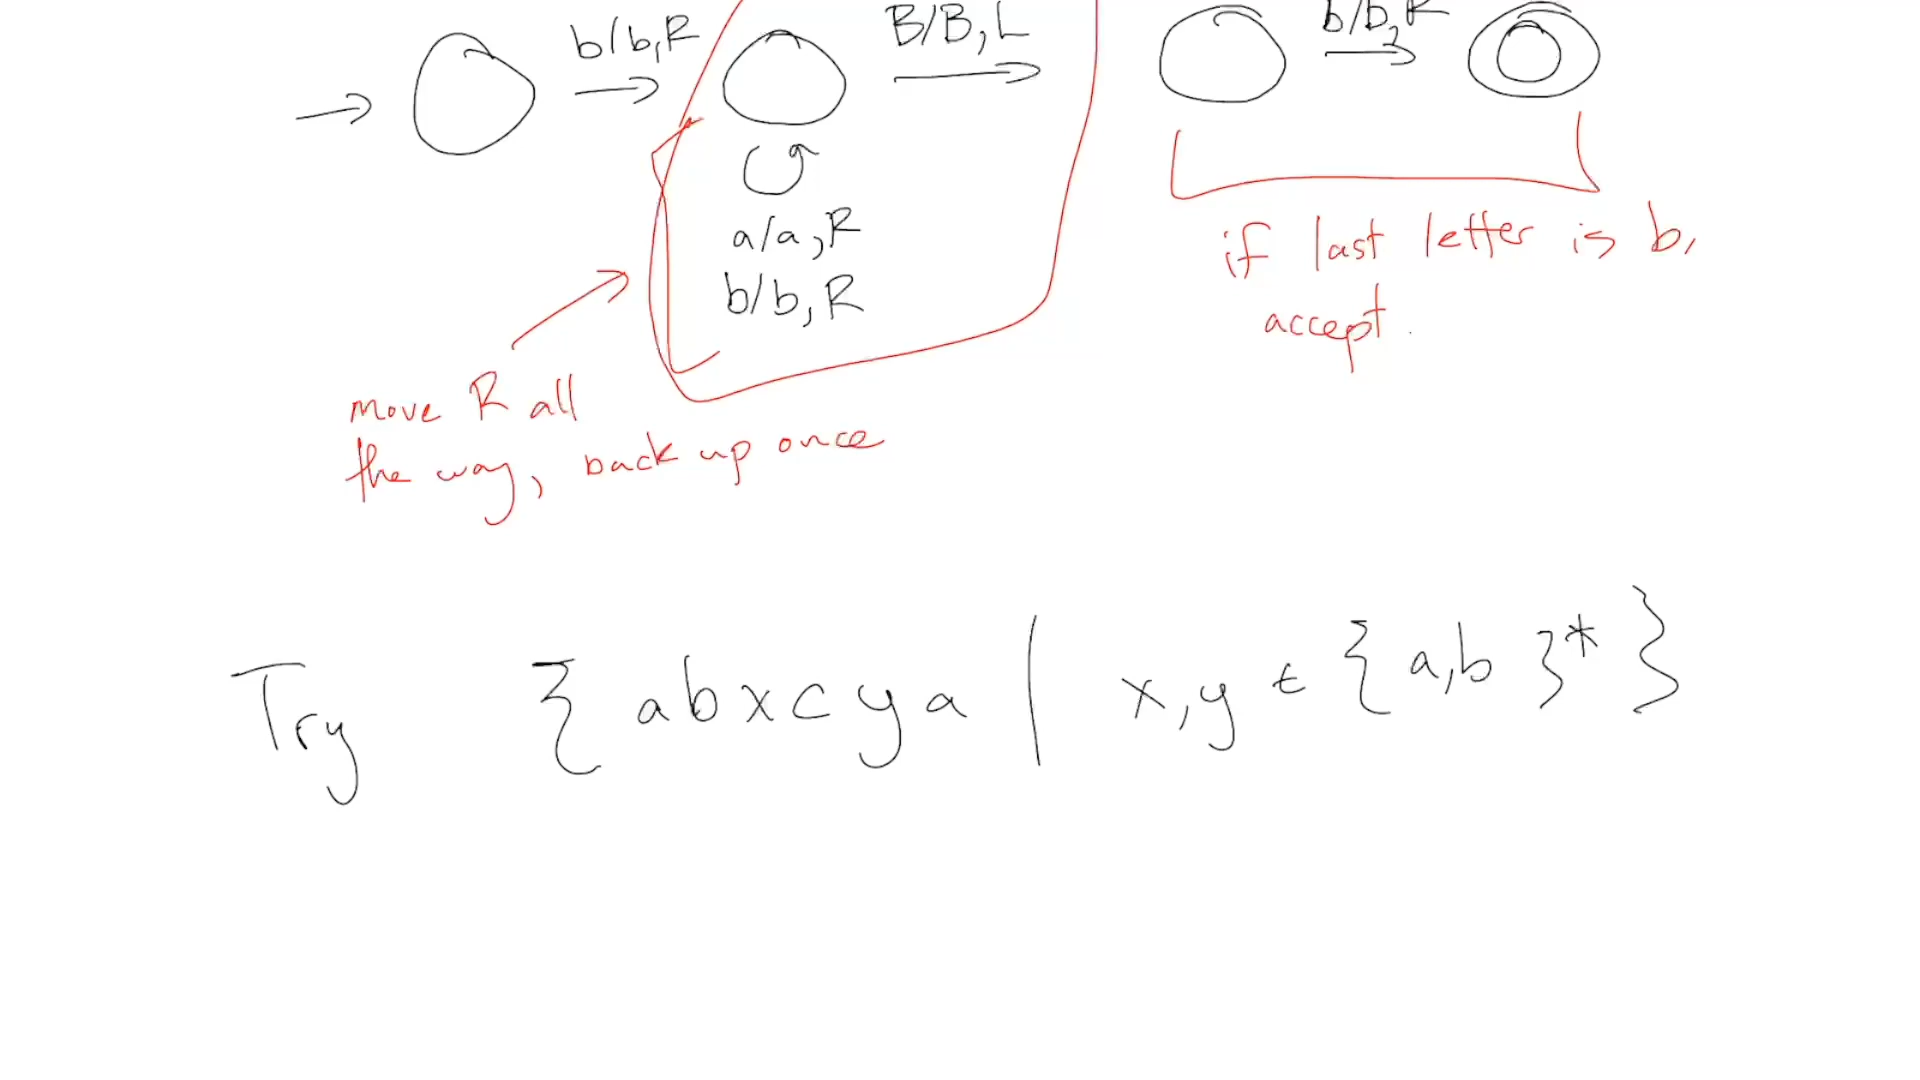 b/b,R B/B,L b/b,R
a/a,R
b/b,R
if last letter is b,
accept.
move R all
the way, back up once
Try { abxcya | x,y ∈ {a,b}* }